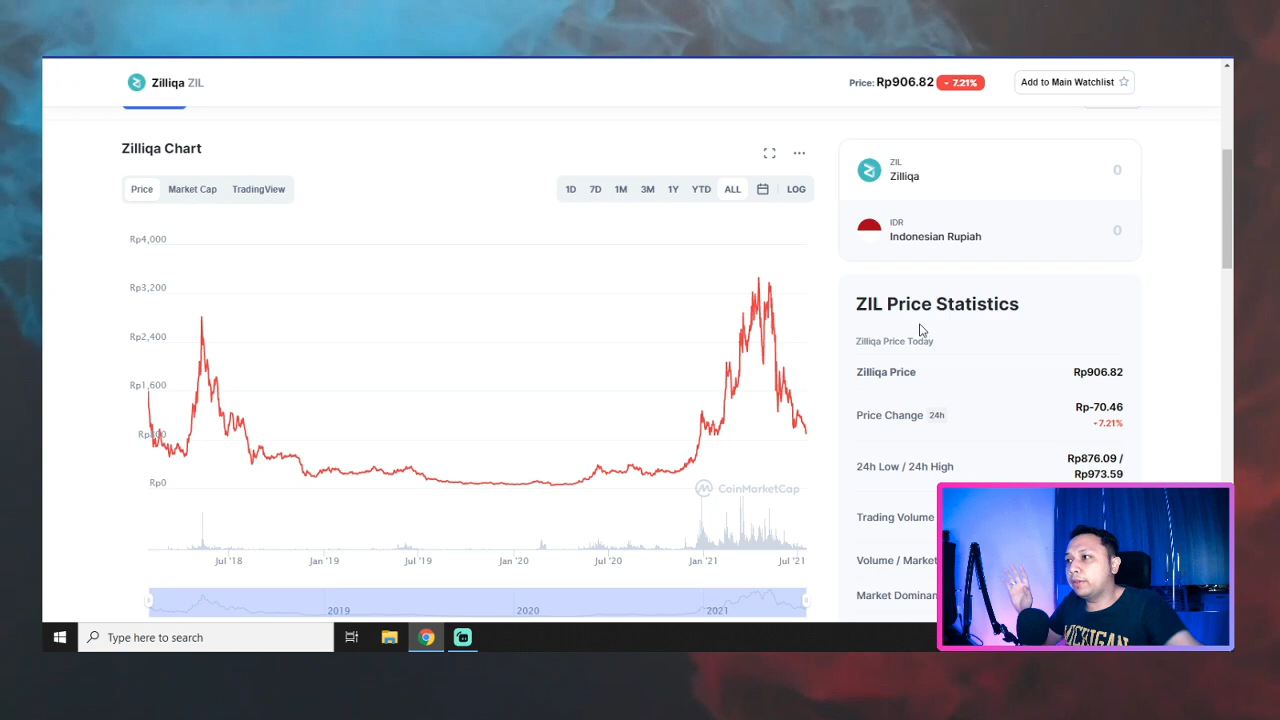 Zilliqa ZIL
Price: Rp906.82 7.21%
Add to Main Watchlist
Zilliqa Chart
Price Market Cap TradingView
1D 7D 1M 3M 1Y YTD ALL LOG
Rp4,000
Rp3,200
Rp2,400
Rp1,600
Rp800
Rp0
CoinMarketCap
Jul '18 Jan '19 Jul '19 Jan '20 Jul '20 Jan '21 Jul '21
2019 2020 2021
ZIL
Zilliqa
0
IDR
Indonesian Rupiah
0
ZIL Price Statistics
Zilliqa Price Today
Zilliqa Price Rp906.82
Price Change 24h Rp-70.46
7.21%
24h Low / 24h High Rp876.09 /
Rp973.59
Trading Volume
Volume / Market
Market Dominan
MICHIGAN
Type here to search